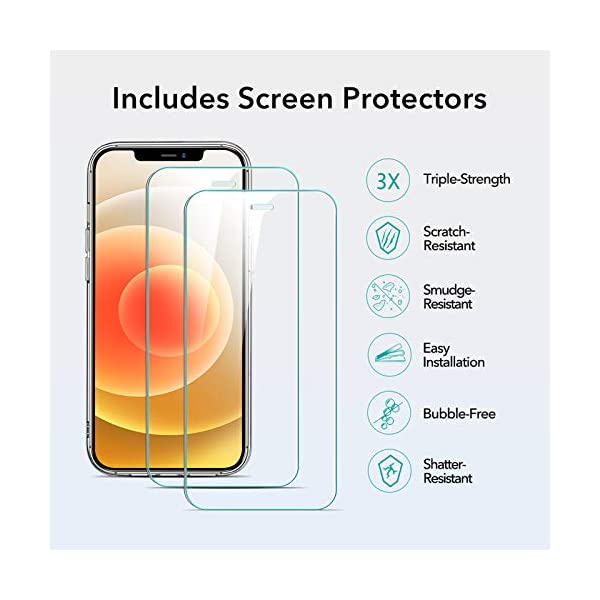 Includes Screen Protectors
3X
Triple-Strength
Scratch-
Resistant
Smudge-
Resistant
Easy
Installation
Bubble-Free
Shatter-
Resistant